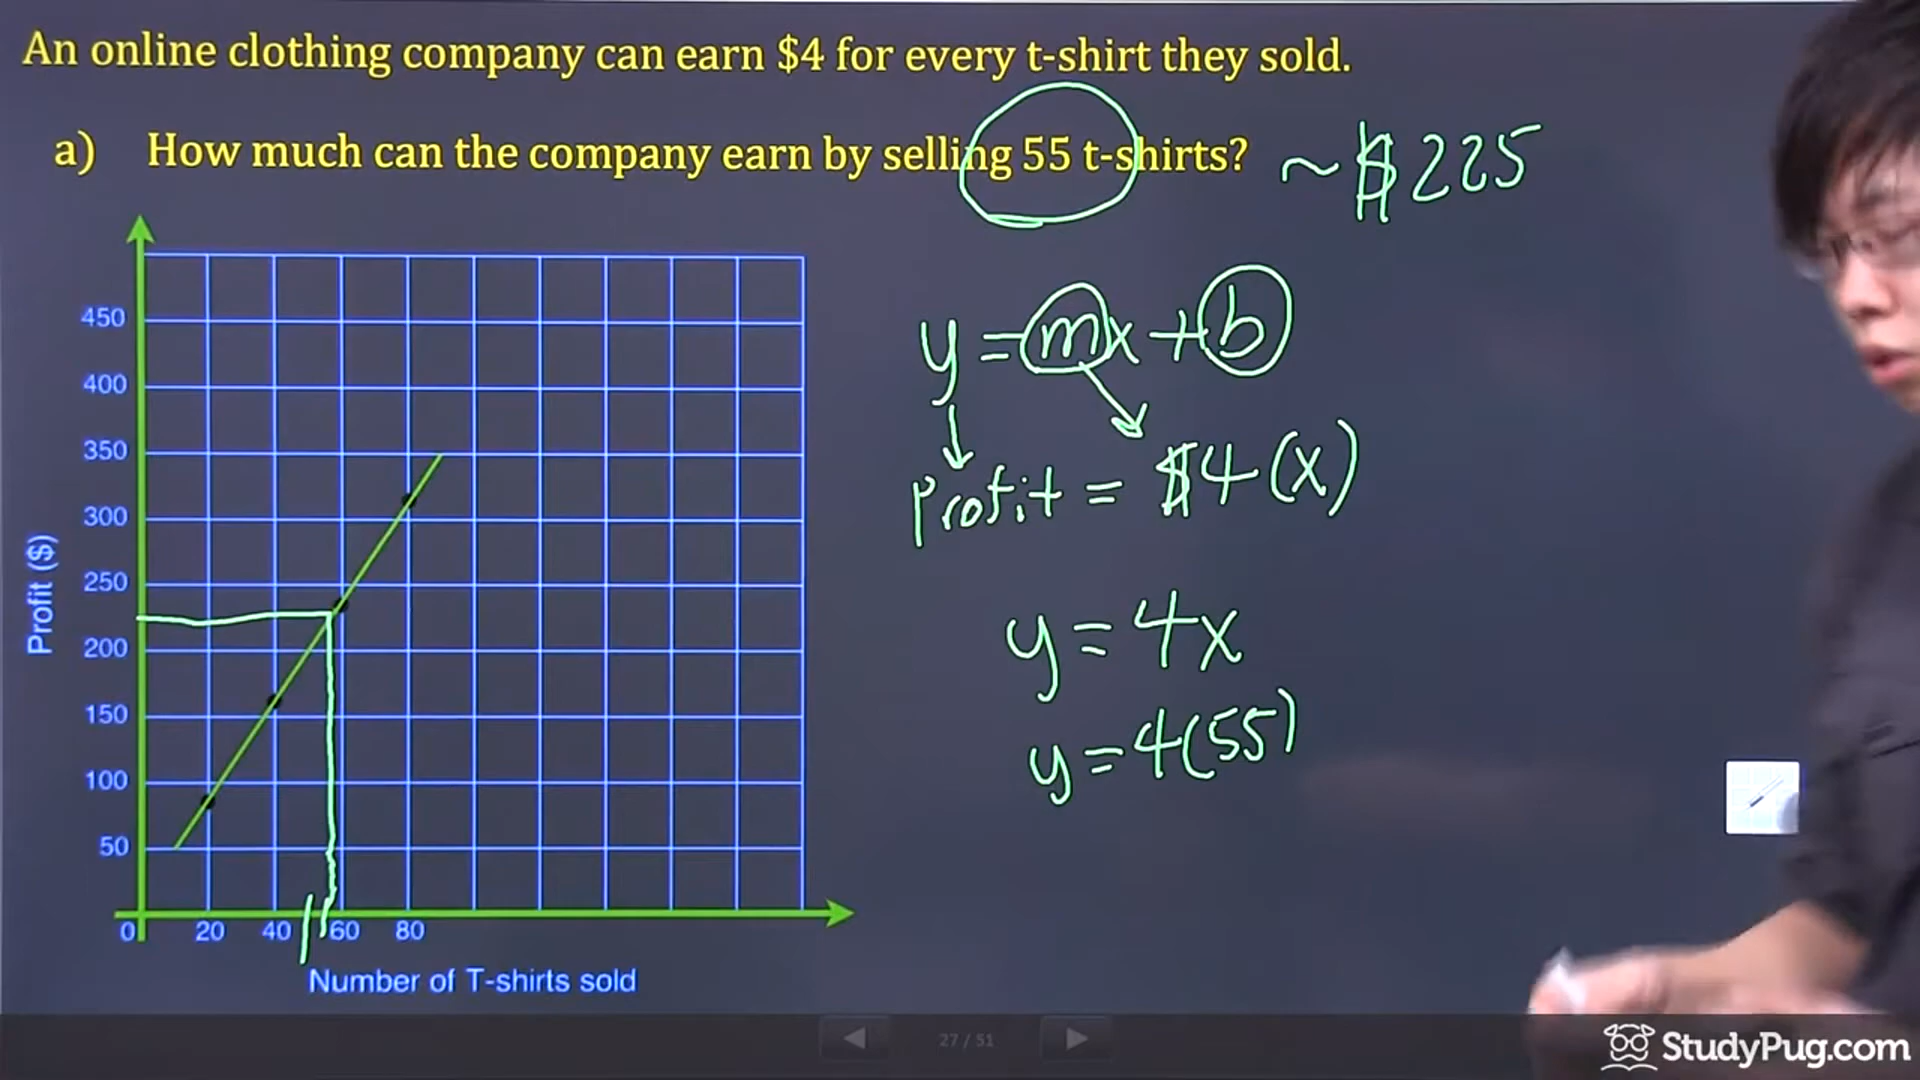 An online clothing company can earn $4 for every t-shirt they sold.
a) How much can the company earn by selling 55 t-shirts? ~ $225
y = mx + b
Profit = $4(x)
y = 4x
y = 4(55)
450
400
350
300
250
200
150
100
50
0 20 40 60 80
Profit ($)
Number of T-shirts sold
27 / 51
StudyPug.com